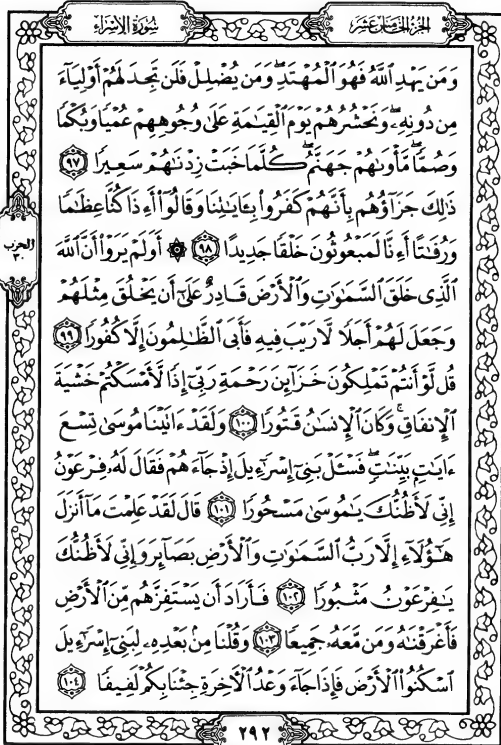 الجزء الخامس عشر
سورة الإسراء
وَمَن يَهْدِ ٱللَّهُ فَهُوَ ٱلْمُهْتَدِ وَمَن يُضْلِلْ فَلَن تَجِدَ لَهُمْ أَوْلِيَآءَ
مِن دُونِهِۦ وَنَحْشُرُهُمْ يَوْمَ ٱلْقِيَٰمَةِ عَلَىٰ وُجُوهِهِمْ عُمْيًا وَبُكْمًا
وَصُمًّا مَّأْوَىٰهُمْ جَهَنَّمُ كُلَّمَا خَبَتْ زِدْنَٰهُمْ سَعِيرًا ٩٧
ذَٰلِكَ جَزَآؤُهُم بِأَنَّهُمْ كَفَرُوا۟ بِـَٔايَٰتِنَا وَقَالُوٓا۟ أَءِذَا كُنَّا عِظَٰمًا
وَرُفَٰتًا أَءِنَّا لَمَبْعُوثُونَ خَلْقًا جَدِيدًا ٩٨ ۞ أَوَلَمْ يَرَوْا۟ أَنَّ ٱللَّهَ
الحزب ٣٠
ٱلَّذِى خَلَقَ ٱلسَّمَٰوَٰتِ وَٱلْأَرْضَ قَادِرٌ عَلَىٰٓ أَن يَخْلُقَ مِثْلَهُمْ
وَجَعَلَ لَهُمْ أَجَلًا لَّا رَيْبَ فِيهِ فَأَبَى ٱلظَّٰلِمُونَ إِلَّا كُفُورًا ٩٩
قُل لَّوْ أَنتُمْ تَمْلِكُونَ خَزَآئِنَ رَحْمَةِ رَبِّىٓ إِذًا لَّأَمْسَكْتُمْ خَشْيَةَ
ٱلْإِنفَاقِ وَكَانَ ٱلْإِنسَٰنُ قَتُورًا ١٠٠ وَلَقَدْ ءَاتَيْنَا مُوسَىٰ تِسْعَ
ءَايَٰتٍۭ بَيِّنَٰتٍ فَسْـَٔلْ بَنِىٓ إِسْرَٰٓءِيلَ إِذْ جَآءَهُمْ فَقَالَ لَهُۥ فِرْعَوْنُ
إِنِّى لَأَظُنُّكَ يَٰمُوسَىٰ مَسْحُورًا ١٠١ قَالَ لَقَدْ عَلِمْتَ مَآ أَنزَلَ
هَٰٓؤُلَآءِ إِلَّا رَبُّ ٱلسَّمَٰوَٰتِ وَٱلْأَرْضِ بَصَآئِرَ وَإِنِّى لَأَظُنُّكَ
يَٰفِرْعَوْنُ مَثْبُورًا ١٠٢ فَأَرَادَ أَن يَسْتَفِزَّهُم مِّنَ ٱلْأَرْضِ
فَأَغْرَقْنَٰهُ وَمَن مَّعَهُۥ جَمِيعًا ١٠٣ وَقُلْنَا مِنۢ بَعْدِهِۦ لِبَنِىٓ إِسْرَٰٓءِيلَ
ٱسْكُنُوا۟ ٱلْأَرْضَ فَإِذَا جَآءَ وَعْدُ ٱلْءَاخِرَةِ جِئْنَا بِكُمْ لَفِيفًا ١٠٤
٢٩٢